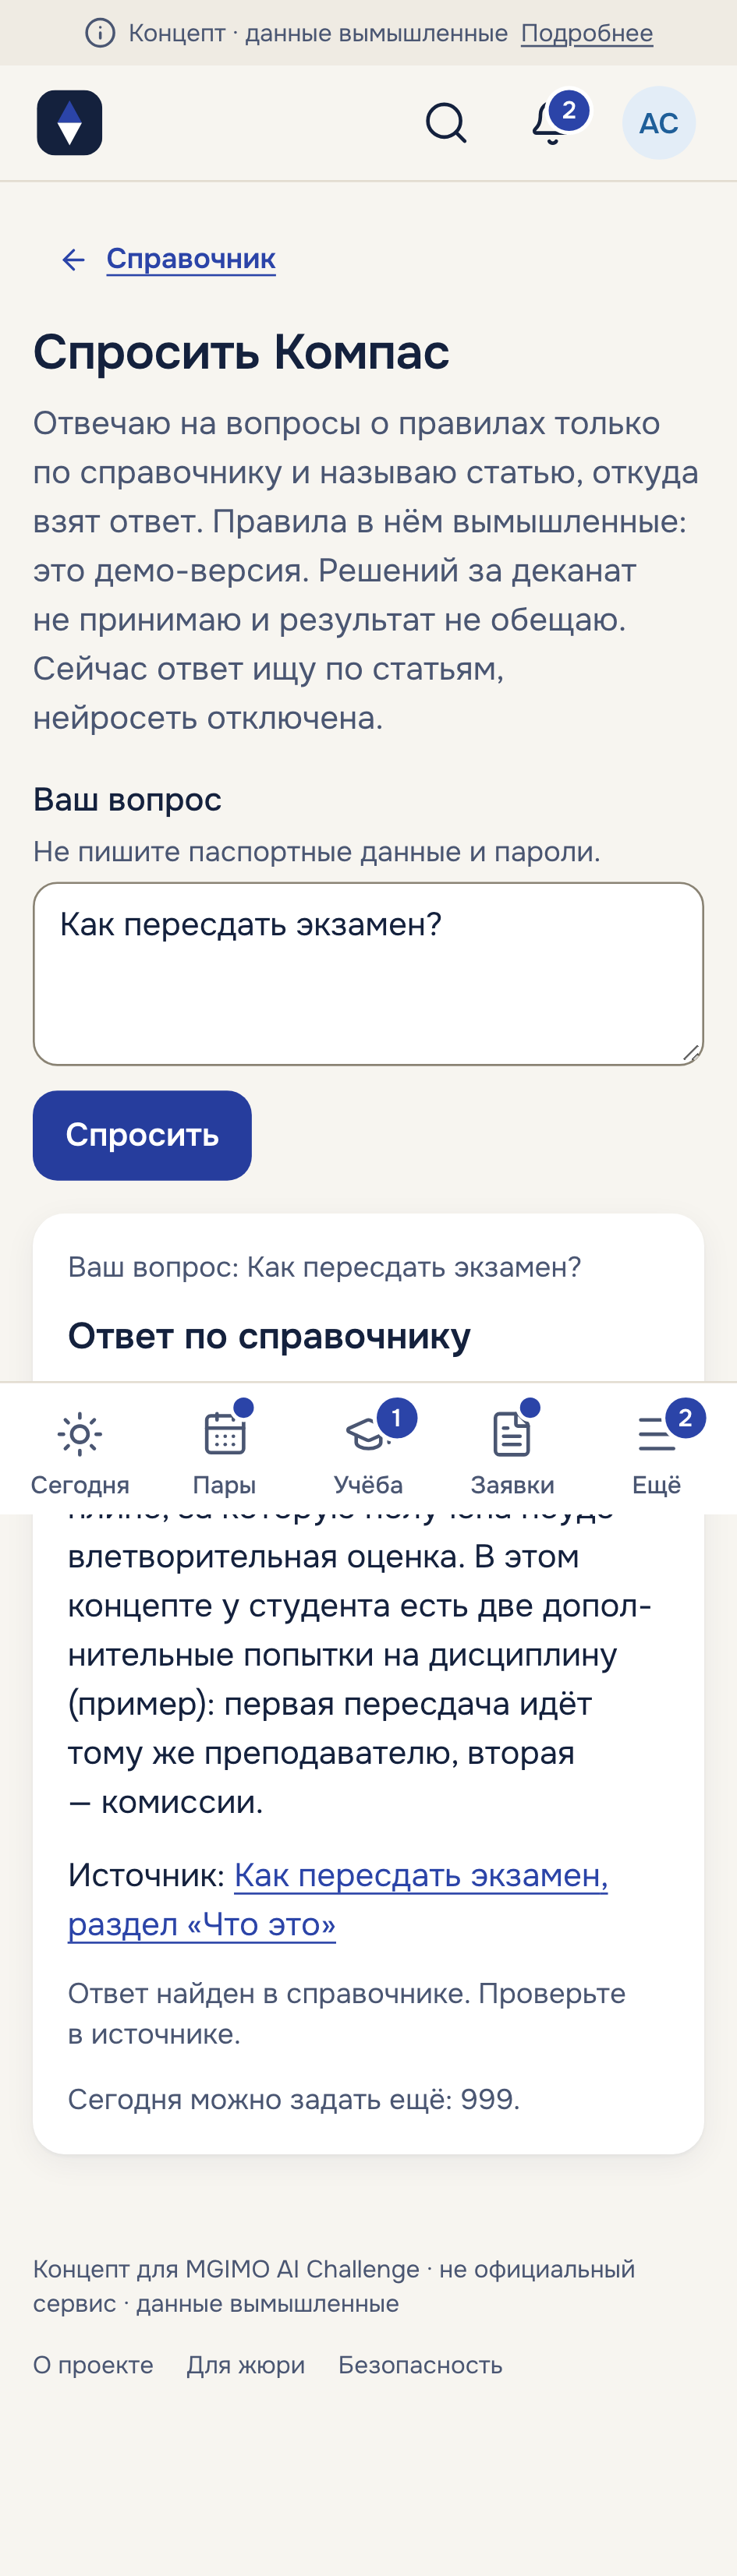 Концепт · данные вымышленные Подробнее
2
АС
Справочник
Спросить Компас
Отвечаю на вопросы о правилах только
по справочнику и называю статью, откуда
взят ответ. Правила в нём вымышленные:
это демо-версия. Решений за деканат
не принимаю и результат не обещаю.
Сейчас ответ ищу по статьям,
нейросеть отключена.
Ваш вопрос
Не пишите паспортные данные и пароли.
Как пересдать экзамен?
Спросить
Ваш вопрос: Как пересдать экзамен?
Ответ по справочнику
1
2
Сегодня Пары Учёба Заявки Ещё
влетворительная оценка. В этом
концепте у студента есть две допол-
нительные попытки на дисциплину
(пример): первая пересдача идёт
тому же преподавателю, вторая
— комиссии.
Источник: Как пересдать экзамен,
раздел «Что это»
Ответ найден в справочнике. Проверьте
в источнике.
Сегодня можно задать ещё: 999.
Концепт для MGIMO AI Challenge · не официальный
сервис · данные вымышленные
О проекте Для жюри Безопасность